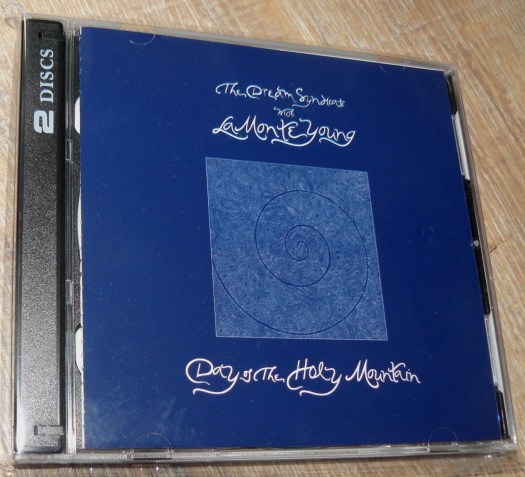 2 DISCS
The Dream Syndicate
with
La Monte Young
Day of The Holy Mountain